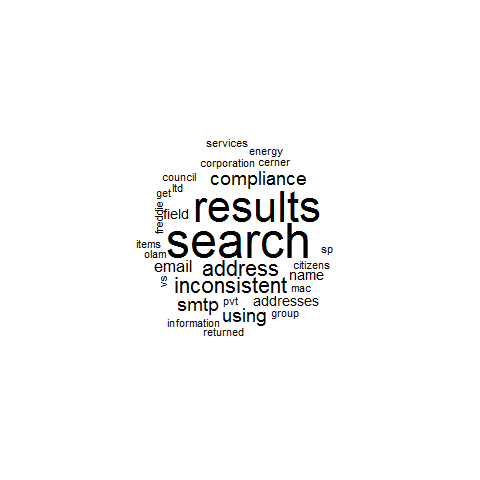 services
energy
corporation cerner
council compliance
ltd
get
freddie field results
search
items
olam sp
email address citizens
vs inconsistent name
mac
smtp pvt addresses
using group
information
returned